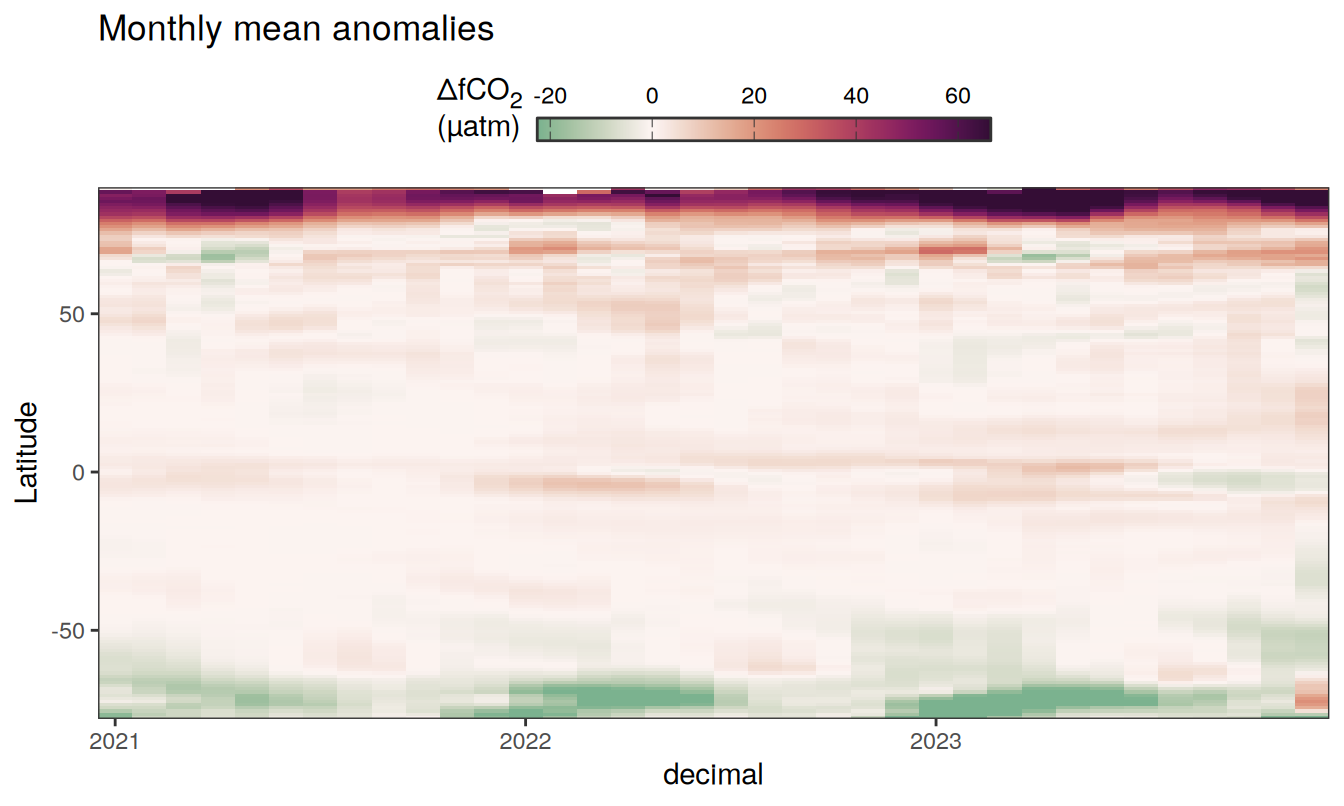 Monthly mean anomalies
ΔfCO₂
(µatm)
-20 0 20 40 60
Latitude
50
0
-50
2021 2022 2023
decimal